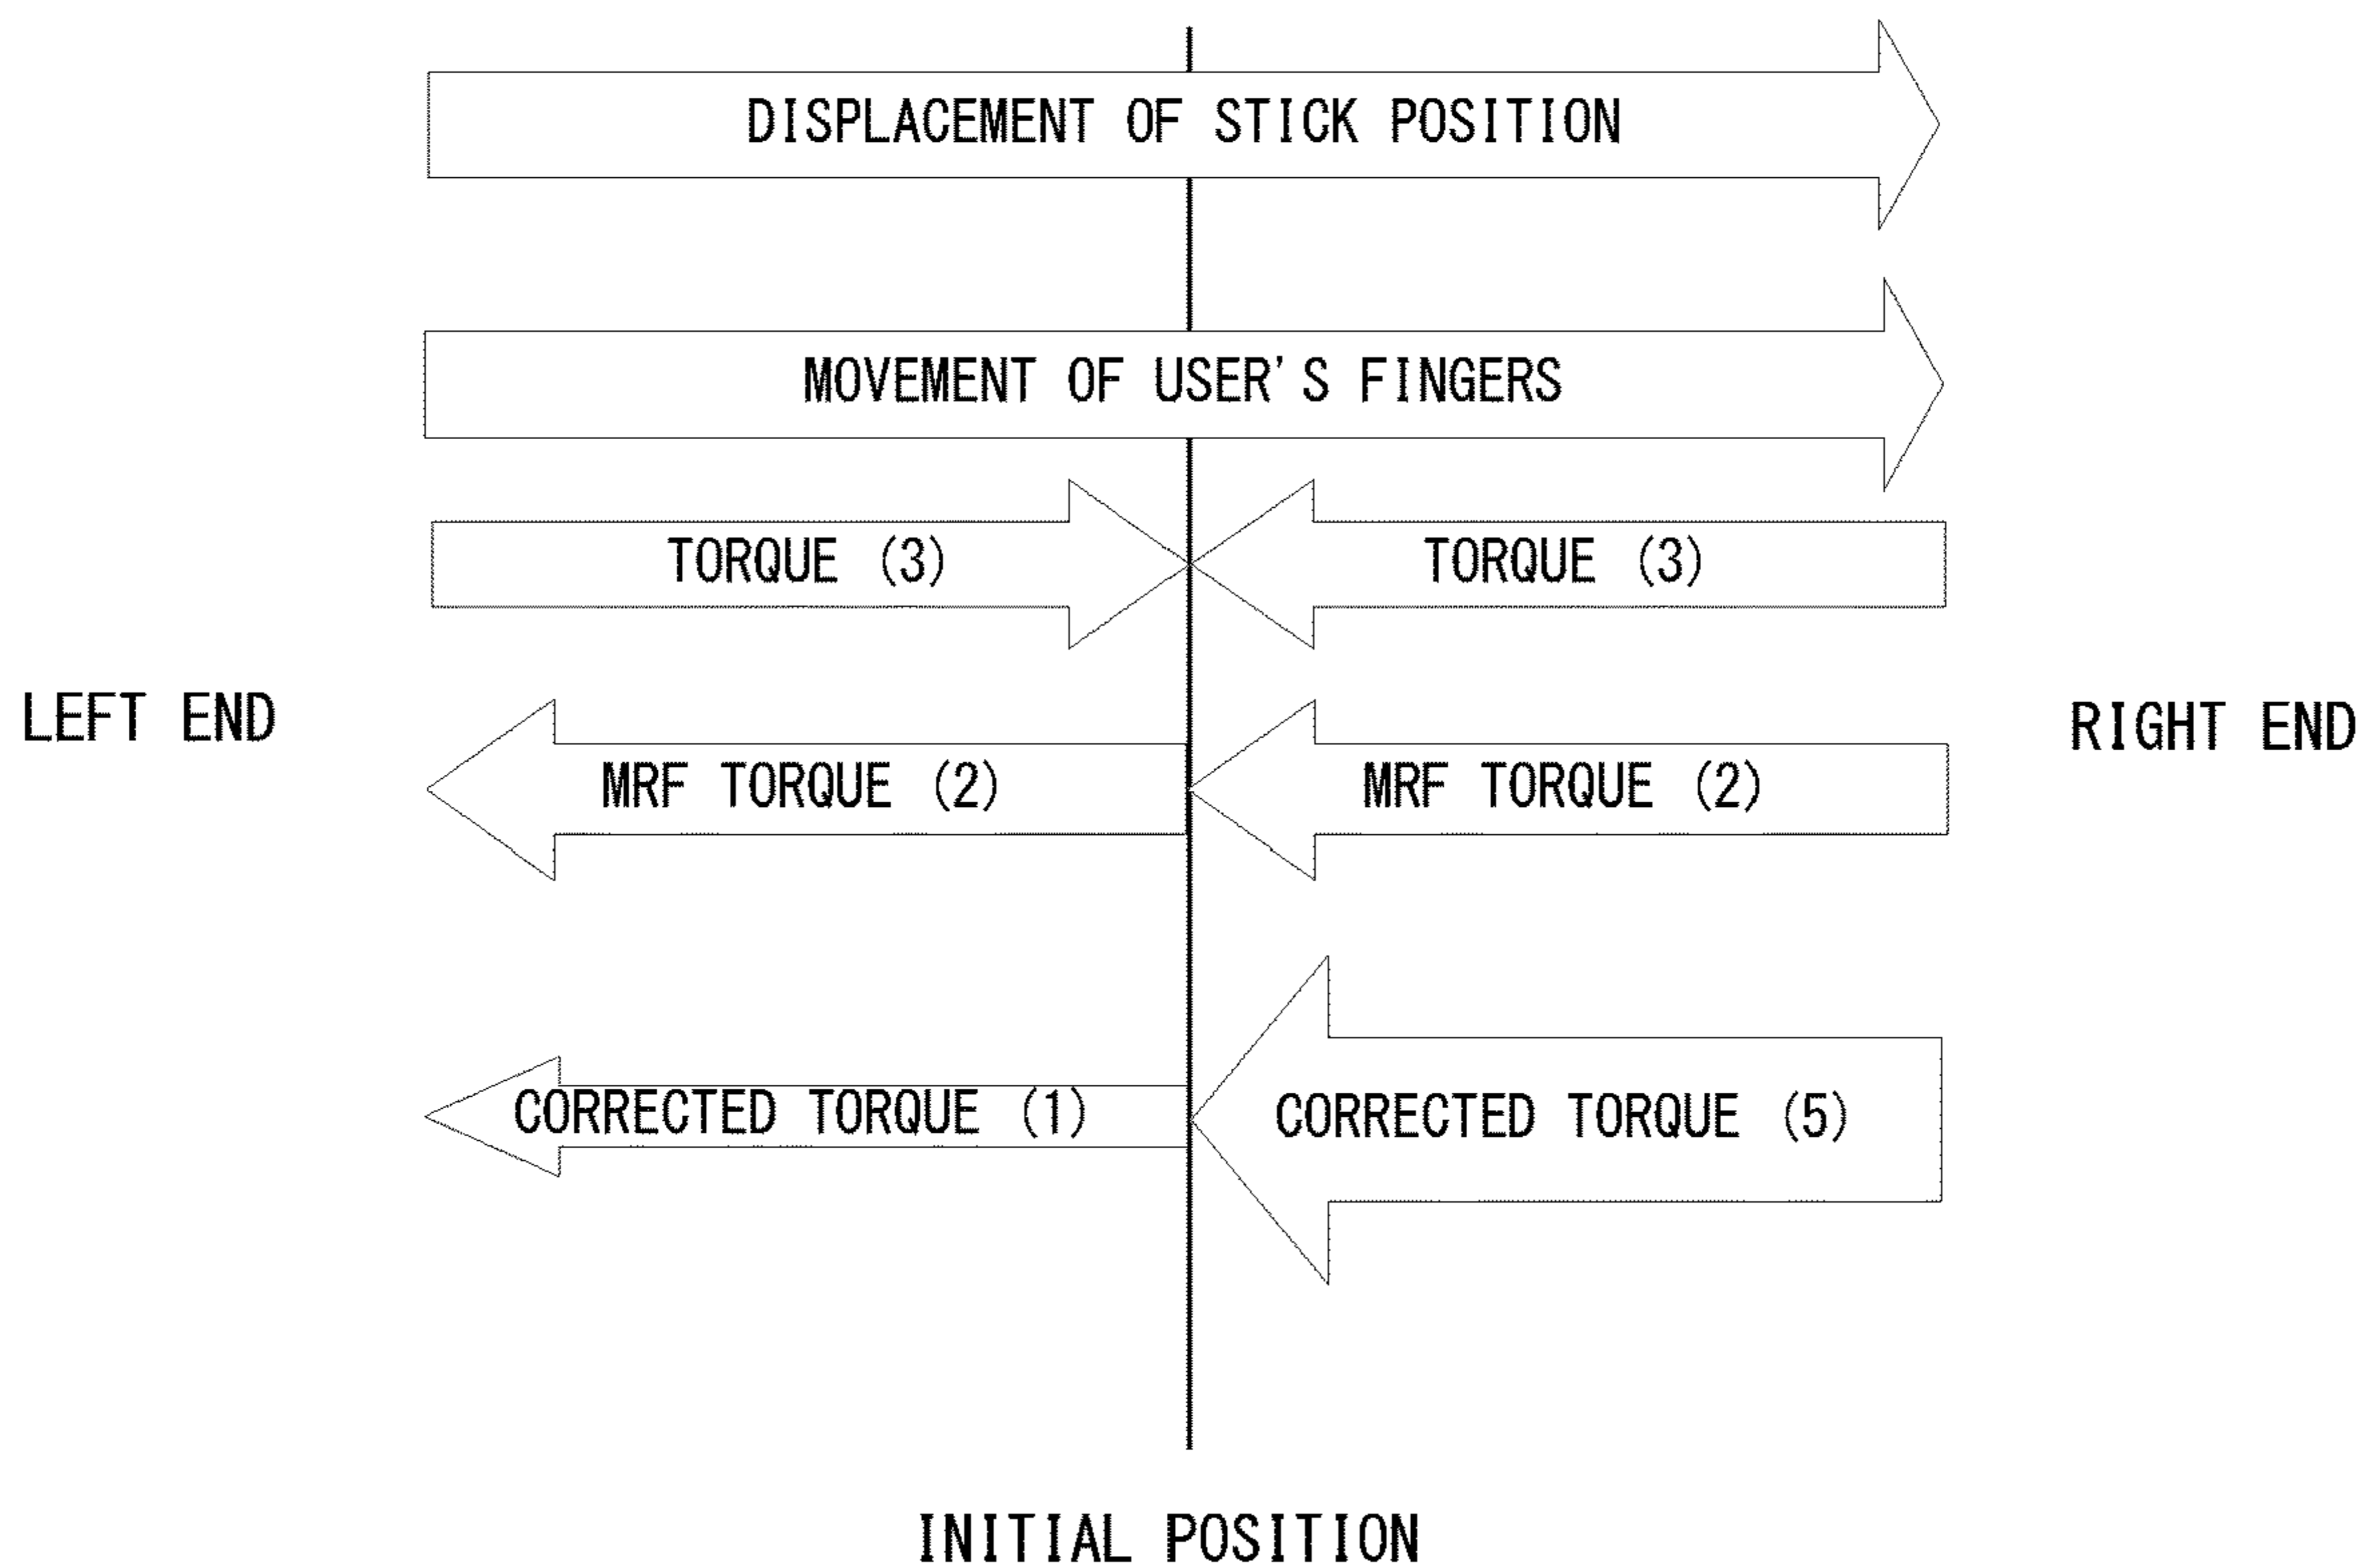 DISPLACEMENT OF STICK POSITION
MOVEMENT OF USER'S FINGERS
TORQUE (3)
TORQUE (3)
LEFT END
RIGHT END
MRF TORQUE (2)
MRF TORQUE (2)
CORRECTED TORQUE (1)
CORRECTED TORQUE (5)
INITIAL POSITION